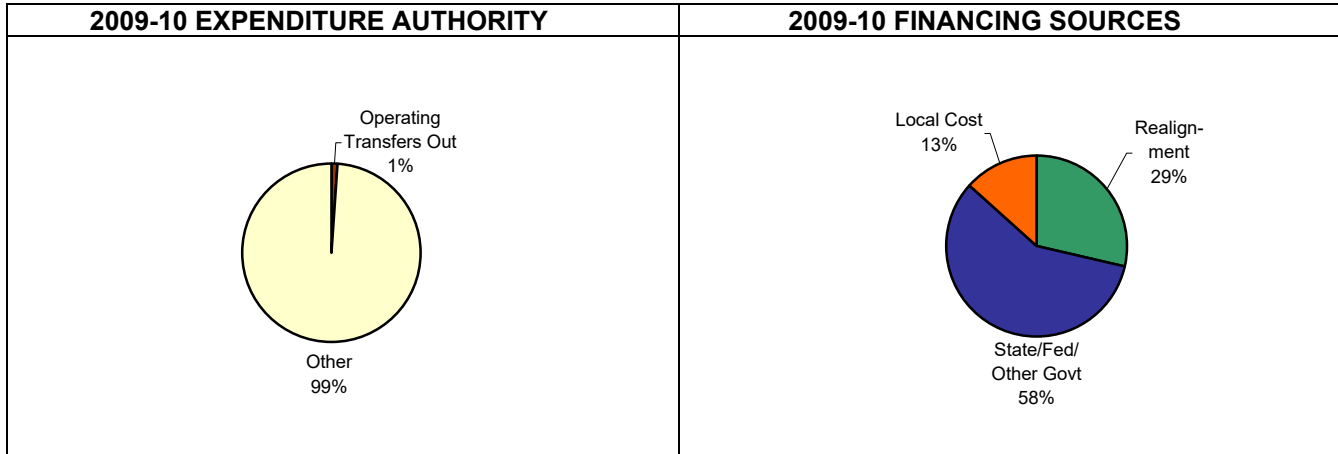 2009-10 EXPENDITURE AUTHORITY
Operating
Transfers Out
1%
Other
99%
2009-10 FINANCING SOURCES
Local Cost
13%
Realign-
ment
29%
State/Fed/
Other Govt
58%